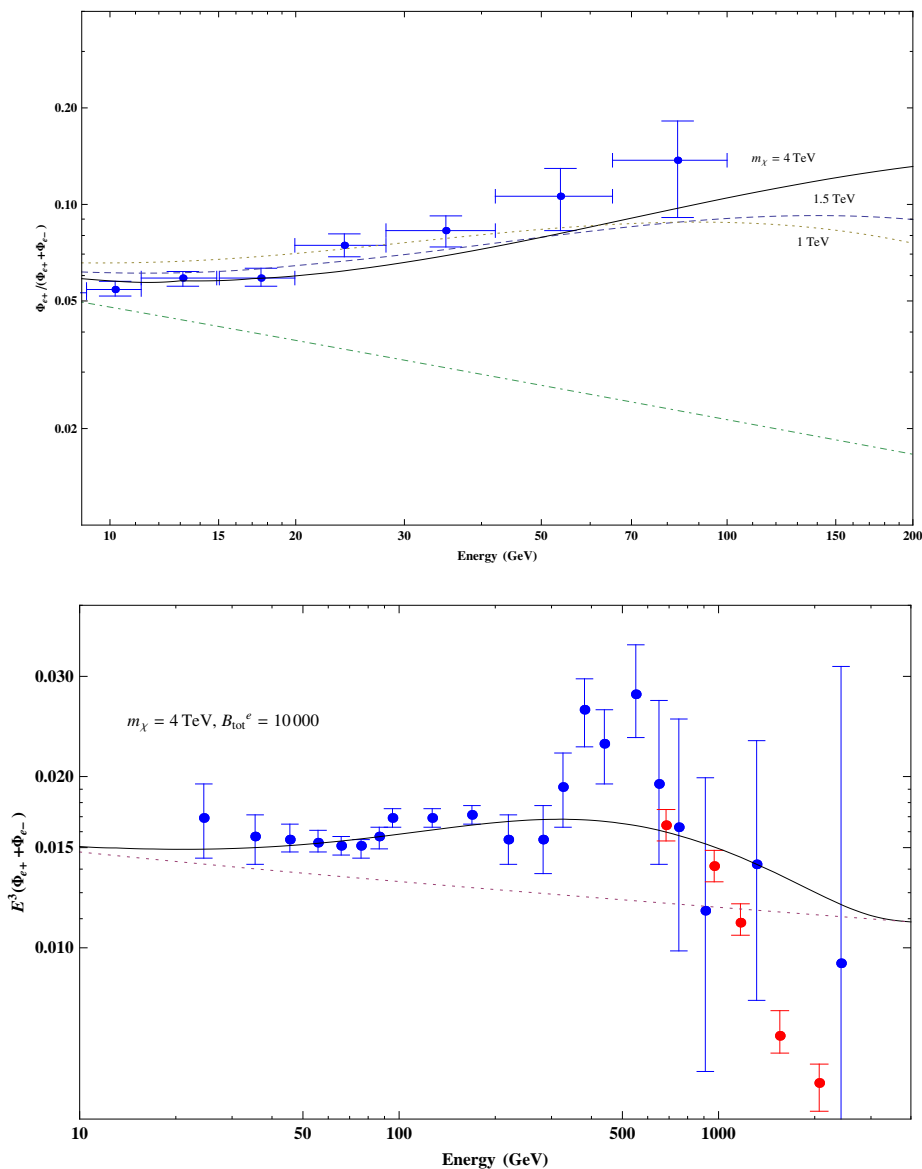 0.20
0.10
0.05
0.02
Φe+/(Φe++Φe−)
mχ = 4 TeV
1.5 TeV
1 TeV
10 15 20 30 50 70 100 150 200
Energy (GeV)
0.030
0.020
0.015
0.010
E³(Φe++Φe−)
mχ = 4 TeV, Btot^e = 10 000
10 50 100 500 1000
Energy (GeV)